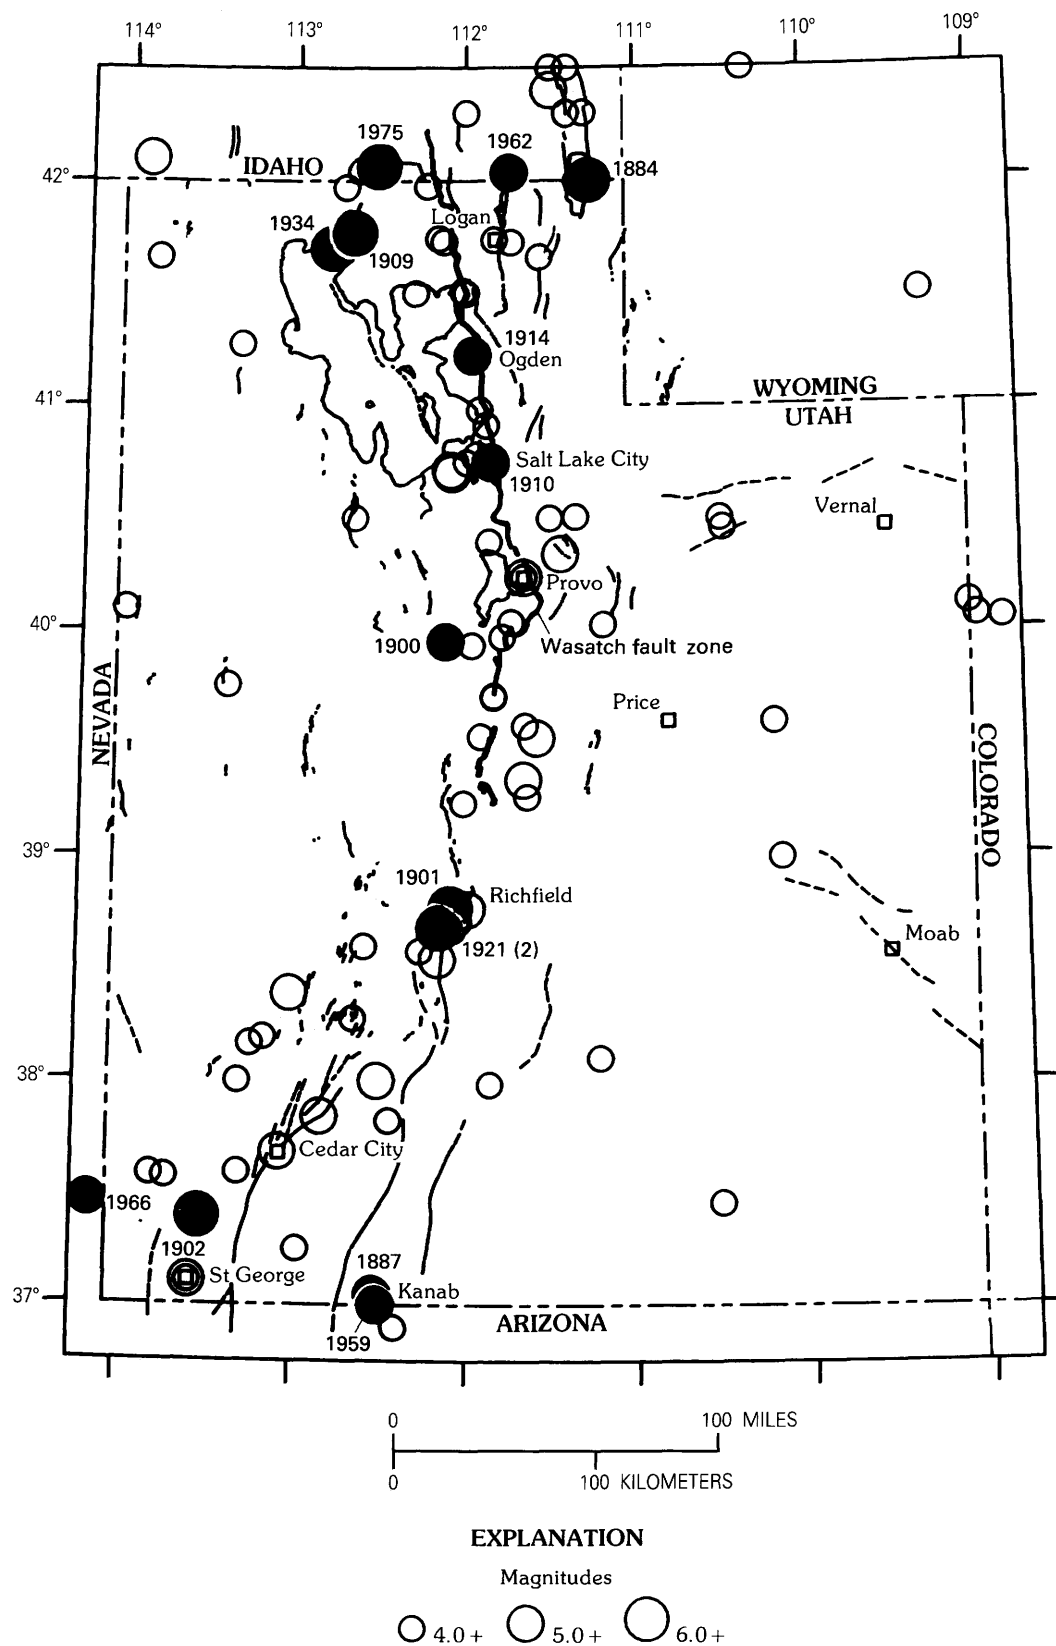 114° 113° 112° 111° 110° 109°
1975
1962
42°
IDAHO
1884
Logan
1934
1909
1914
Ogden
41°
WYOMING
UTAH
Salt Lake City
1910
Vernal
Provo
40°
1900
Wasatch fault zone
NEVADA
Price
COLORADO
39°
1901
Richfield
1921 (2)
Moab
38°
Cedar City
1966
1902
St George
1887
Kanab
37°
ARIZONA
1959
0 100 MILES
0 100 KILOMETERS
EXPLANATION
Magnitudes
4.0+ 5.0+ 6.0+